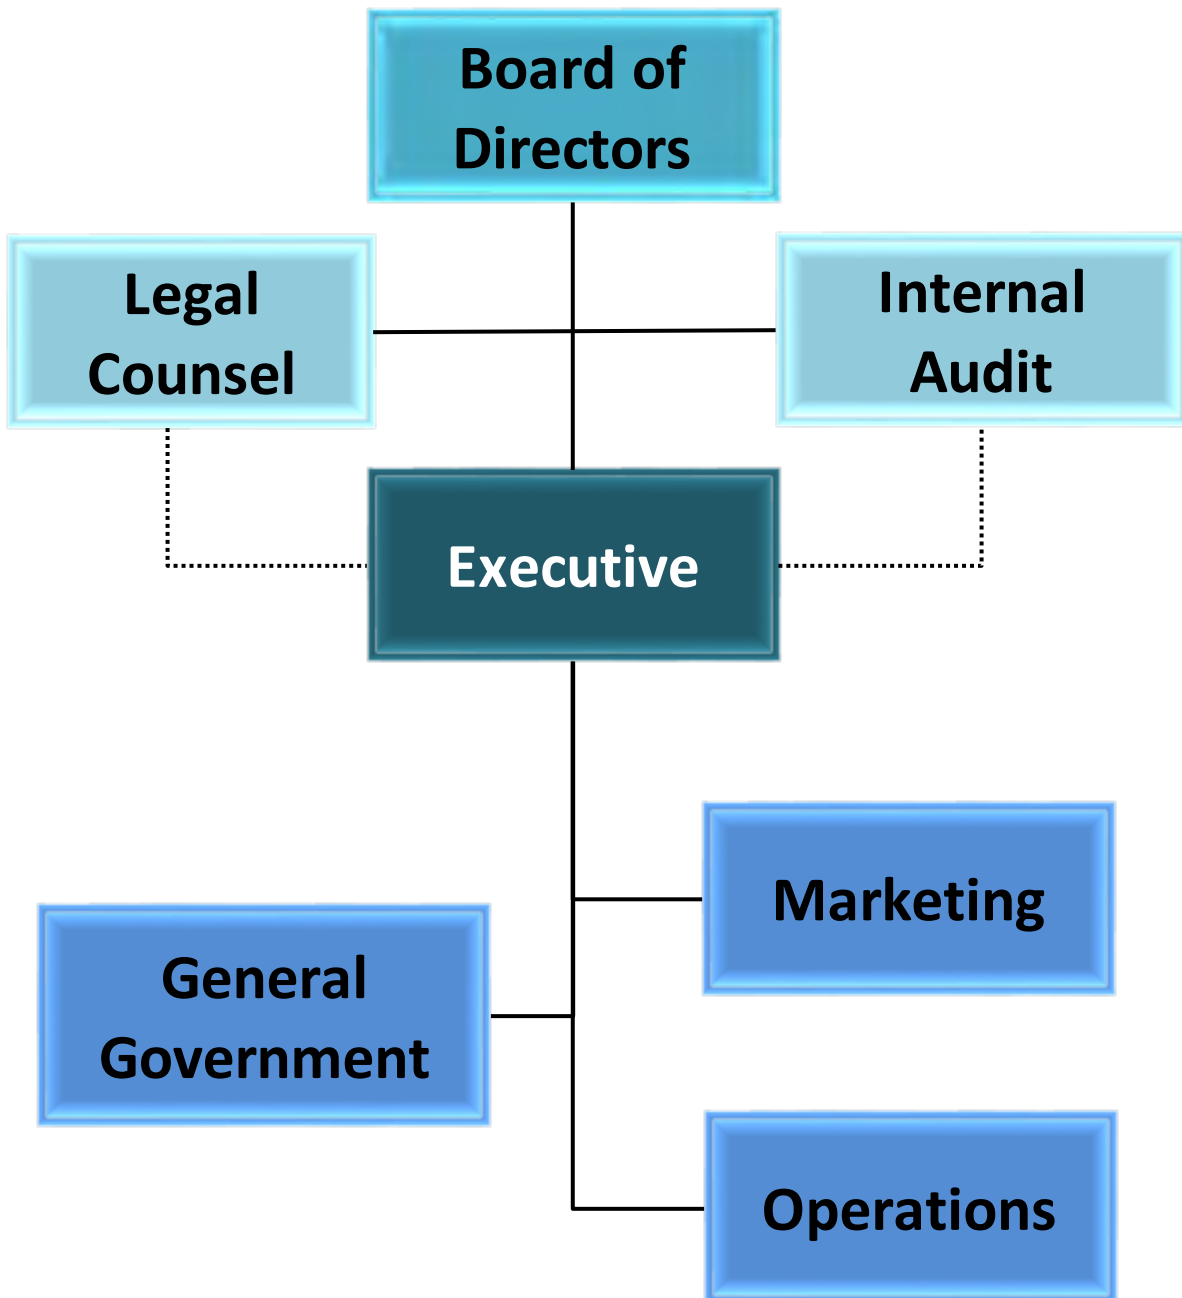 Board of
Directors
Legal
Counsel
Internal
Audit
Executive
Marketing
General
Government
Operations